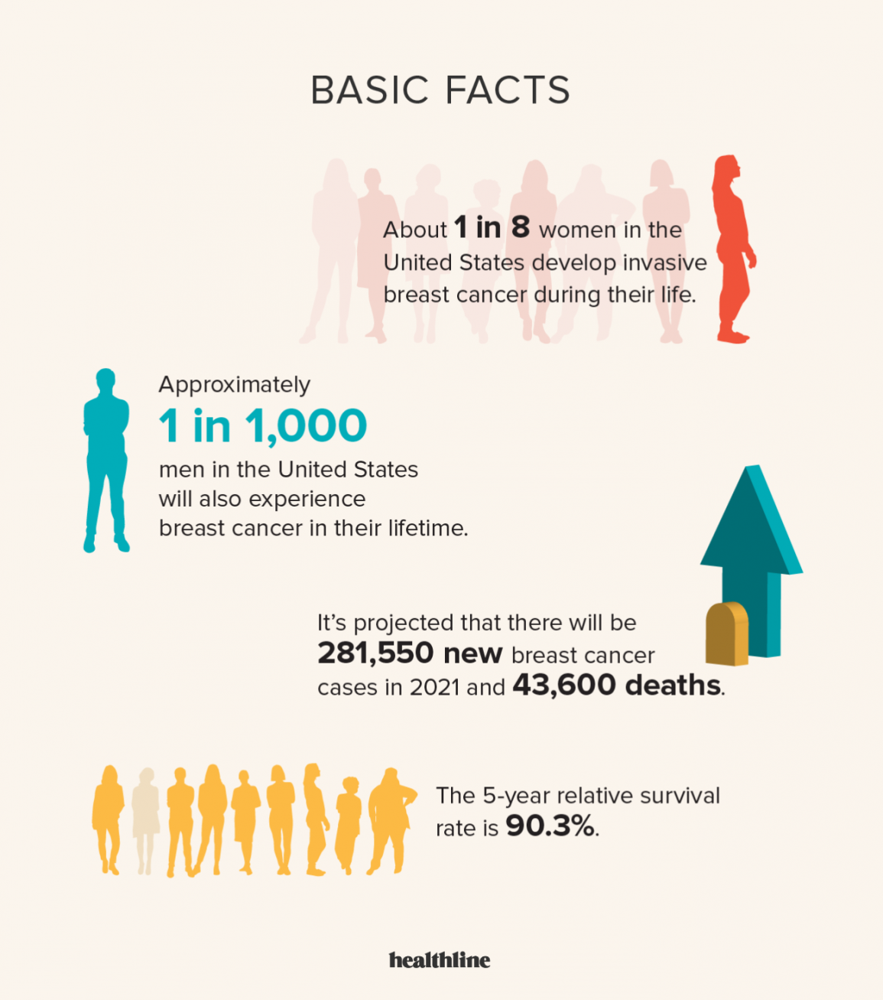 BASIC FACTS
About 1 in 8 women in the
United States develop invasive
breast cancer during their life.
Approximately
1 in 1,000
men in the United States
will also experience
breast cancer in their lifetime.
It’s projected that there will be
281,550 new breast cancer
cases in 2021 and 43,600 deaths.
The 5-year relative survival
rate is 90.3%.
healthline